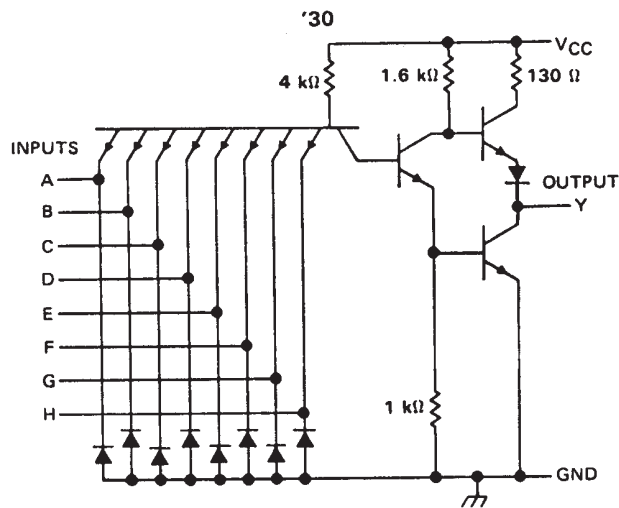 '30
VCC
4 kΩ
1.6 kΩ
130 Ω
INPUTS
A
OUTPUT
Y
B
C
D
E
F
G
H
1 kΩ
GND